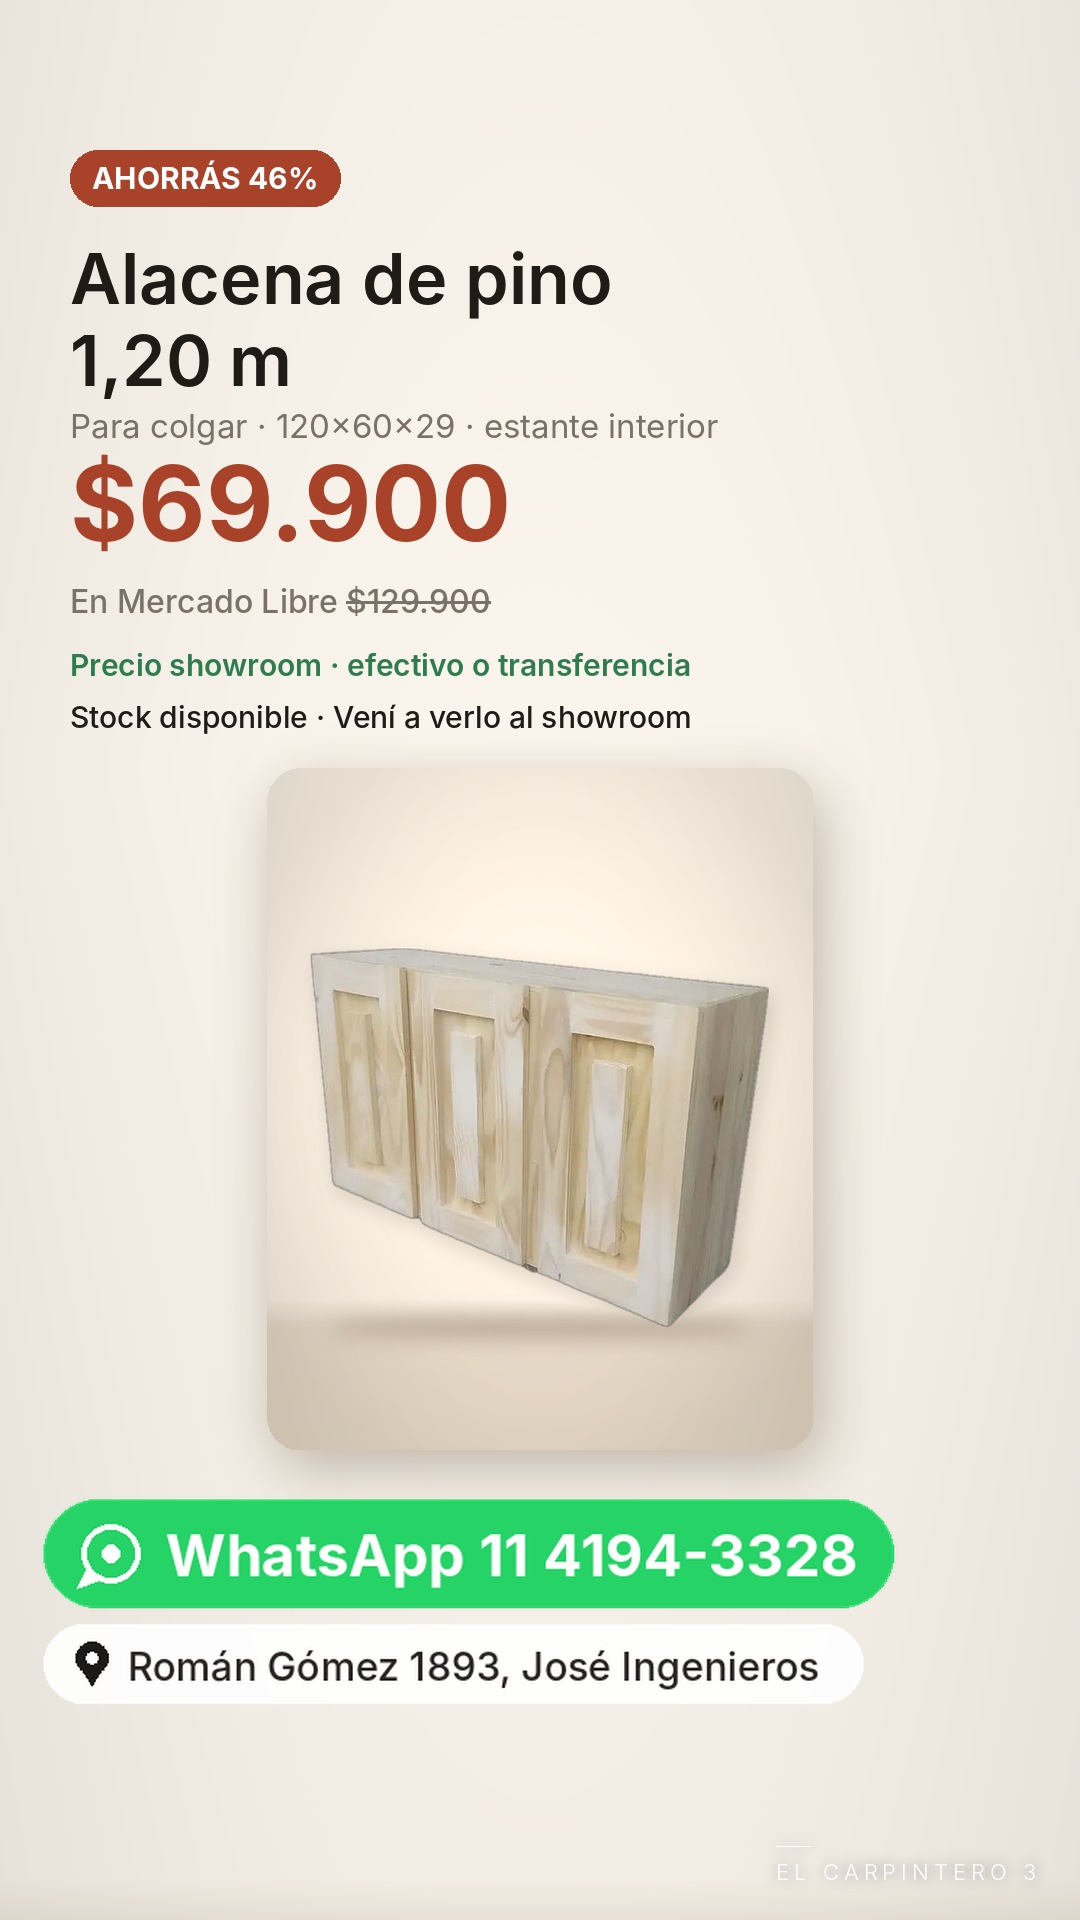 AHORRÁS 46%
Alacena de pino
1,20 m
Para colgar · 120×60×29 · estante interior
$69.900
En Mercado Libre $129.900
Precio showroom · efectivo o transferencia
Stock disponible · Vení a verlo al showroom
WhatsApp 11 4194-3328
Román Gómez 1893, José Ingenieros
EL CARPINTERO 3